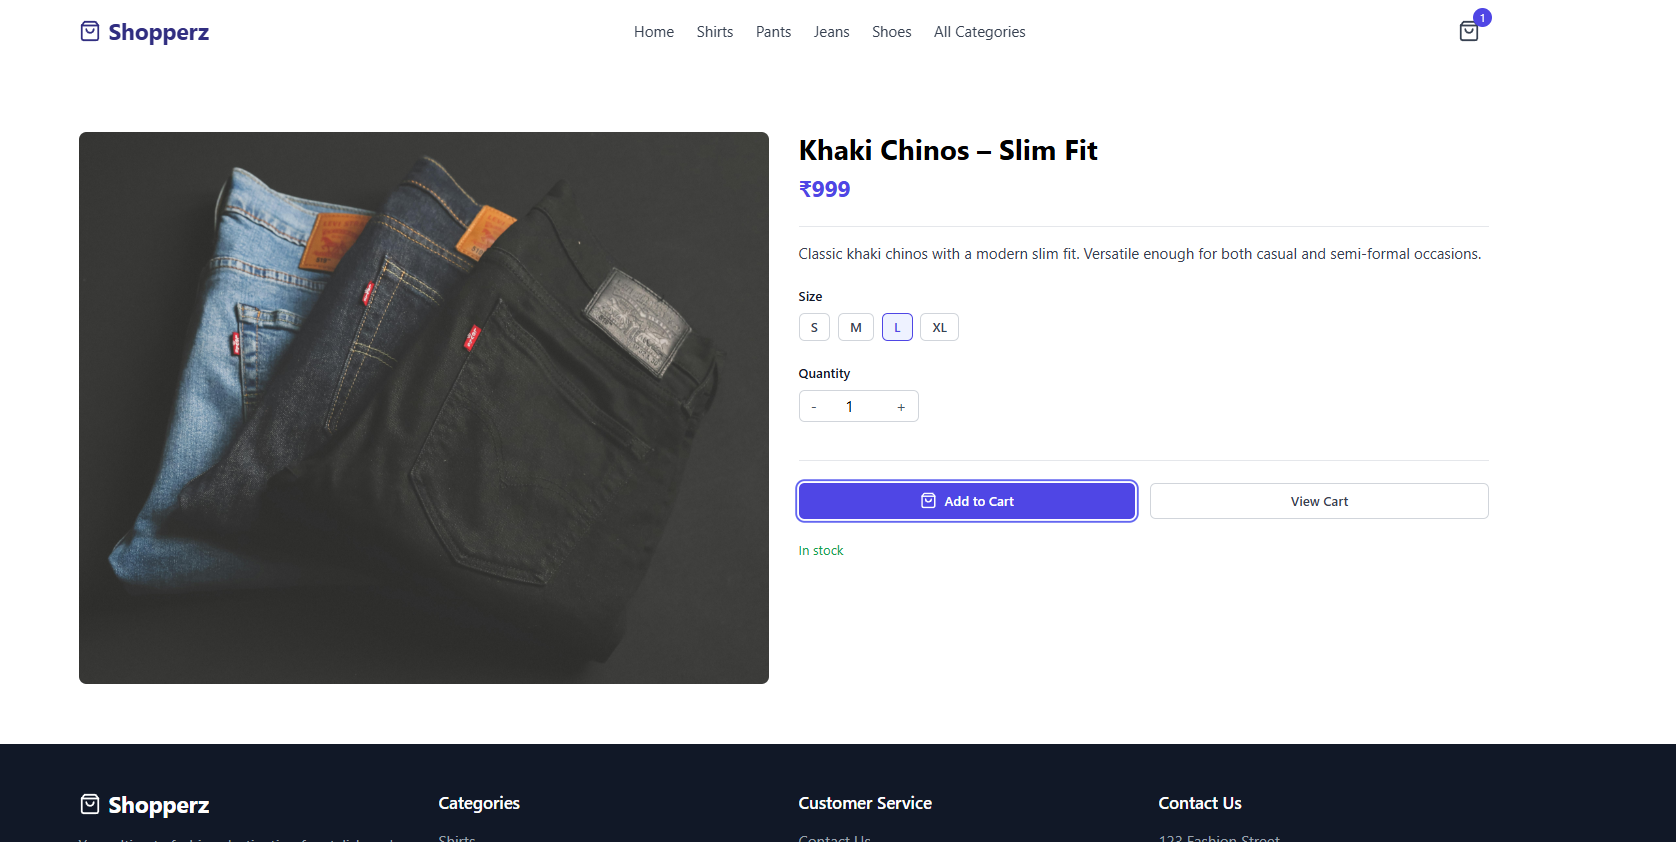 Shopperz
Home Shirts Pants Jeans Shoes All Categories
1
Khaki Chinos – Slim Fit
₹999
Classic khaki chinos with a modern slim fit. Versatile enough for both casual and semi-formal occasions.
Size
S M L XL
Quantity
- 1 +
Add to Cart
View Cart
In stock
Shopperz
Categories
Customer Service
Contact Us
Shirts
Contact Us
123 Fashion Street